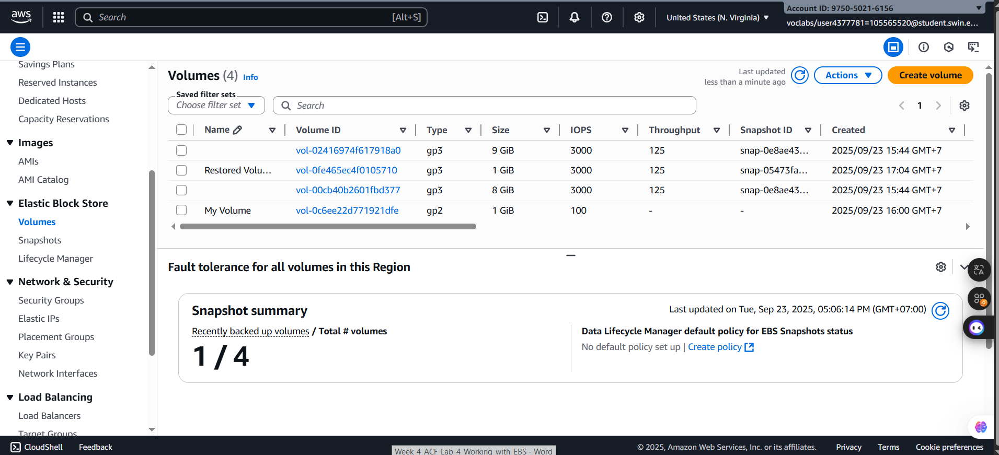 aws
Search [Alt+S]
United States (N. Virginia)
Account ID: 9750-5021-6156
voclabs/user4377781=105565520@student.swin.e...
Savings Plans
Reserved Instances
Dedicated Hosts
Capacity Reservations
Images
AMIs
AMI Catalog
Elastic Block Store
Volumes
Snapshots
Lifecycle Manager
Network & Security
Security Groups
Elastic IPs
Placement Groups
Key Pairs
Network Interfaces
Load Balancing
Load Balancers
Target Groups
Volumes (4) Info
Last updated
less than a minute ago
Actions
Create volume
Saved filter sets
Choose filter set
Search
1
Name Volume ID Type Size IOPS Throughput Snapshot ID Created
vol-02416974f617918a0 gp3 9 GiB 3000 125 snap-0e8ae43... 2025/09/23 15:44 GMT+7
Restored Volu... vol-0fe465ec4f0105710 gp3 1 GiB 3000 125 snap-05473fa... 2025/09/23 17:04 GMT+7
vol-00cb40b2601fbd377 gp3 8 GiB 3000 125 snap-0e8ae43... 2025/09/23 15:44 GMT+7
My Volume vol-0c6ee22d771921dfe gp2 1 GiB 100 - - 2025/09/23 16:00 GMT+7
Fault tolerance for all volumes in this Region
Snapshot summary
Last updated on Tue, Sep 23, 2025, 05:06:14 PM (GMT+07:00)
Recently backed up volumes / Total # volumes
1 / 4
Data Lifecycle Manager default policy for EBS Snapshots status
No default policy set up | Create policy
CloudShell Feedback
Week 4 ACF Lab 4 Working with EBS - Word
© 2025, Amazon Web Services, Inc. or its affiliates. Privacy Terms Cookie preferences